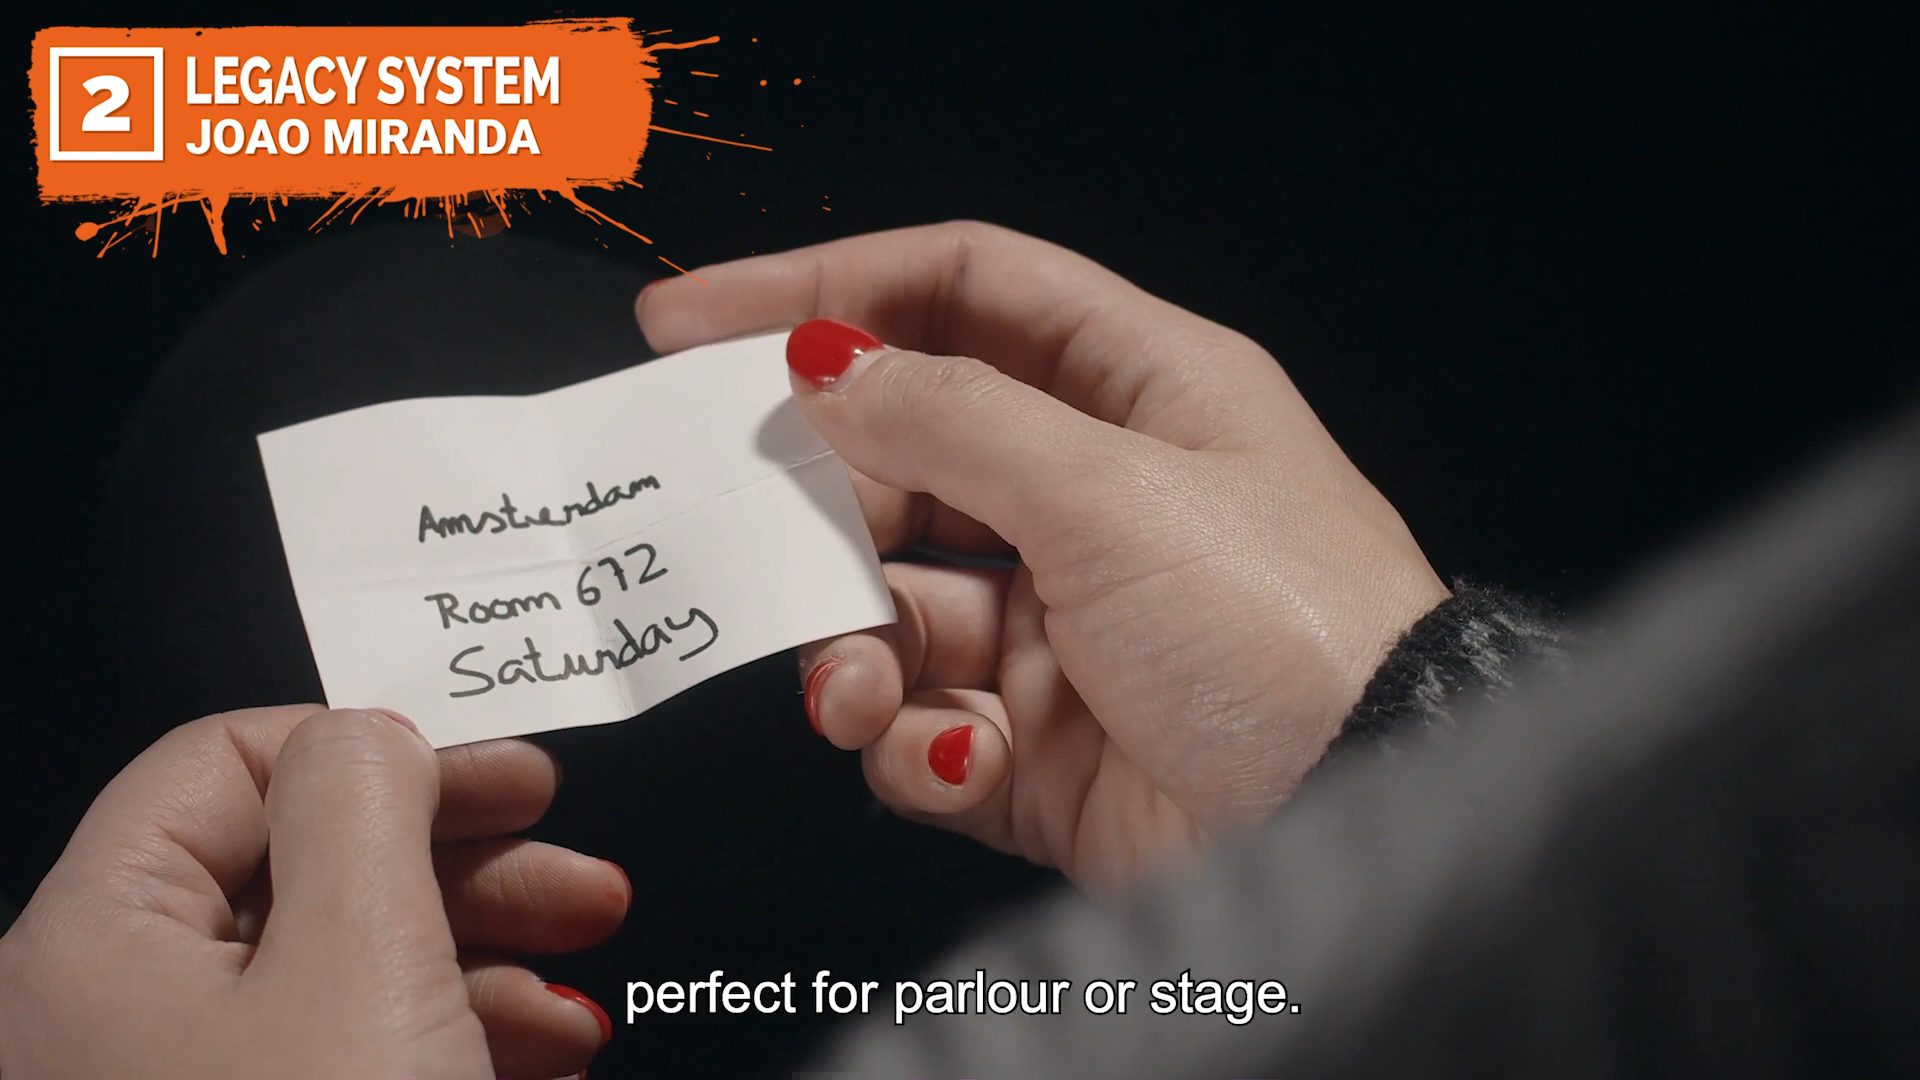 2
LEGACY SYSTEM
JOAO MIRANDA
Amsterdam
Room 672
Saturday
perfect for parlour or stage.